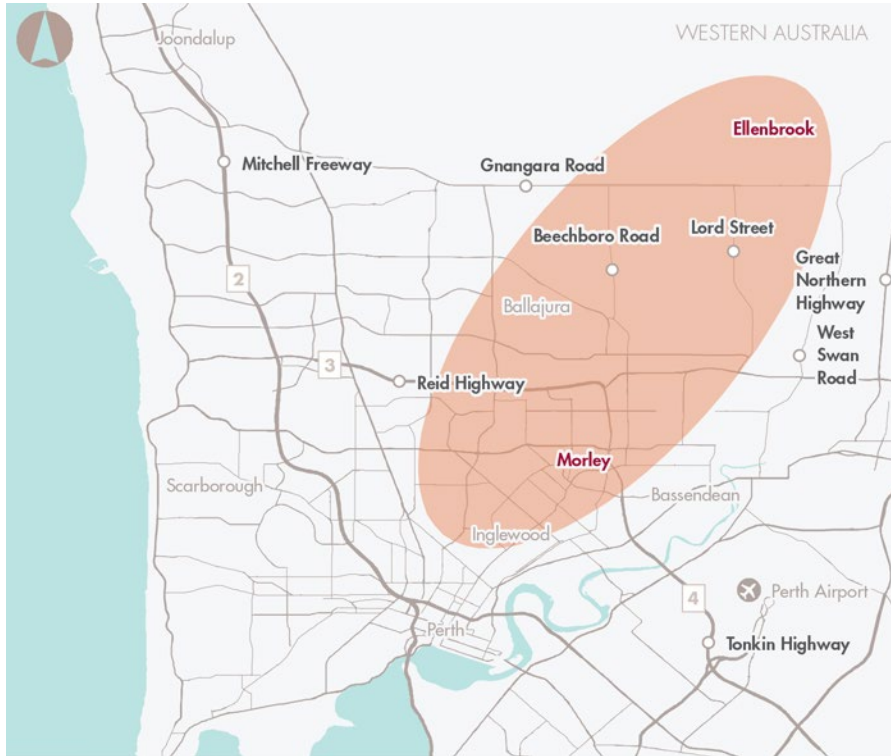 Joondalup
WESTERN AUSTRALIA
Ellenbrook
Mitchell Freeway
Gnangara Road
Beechboro Road
Lord Street
Great
Northern
Highway
2
Ballajura
West
Swan
Road
3
Reid Highway
Morley
Scarborough
Bassendean
Inglewood
4
Perth Airport
Perth
Tonkin Highway